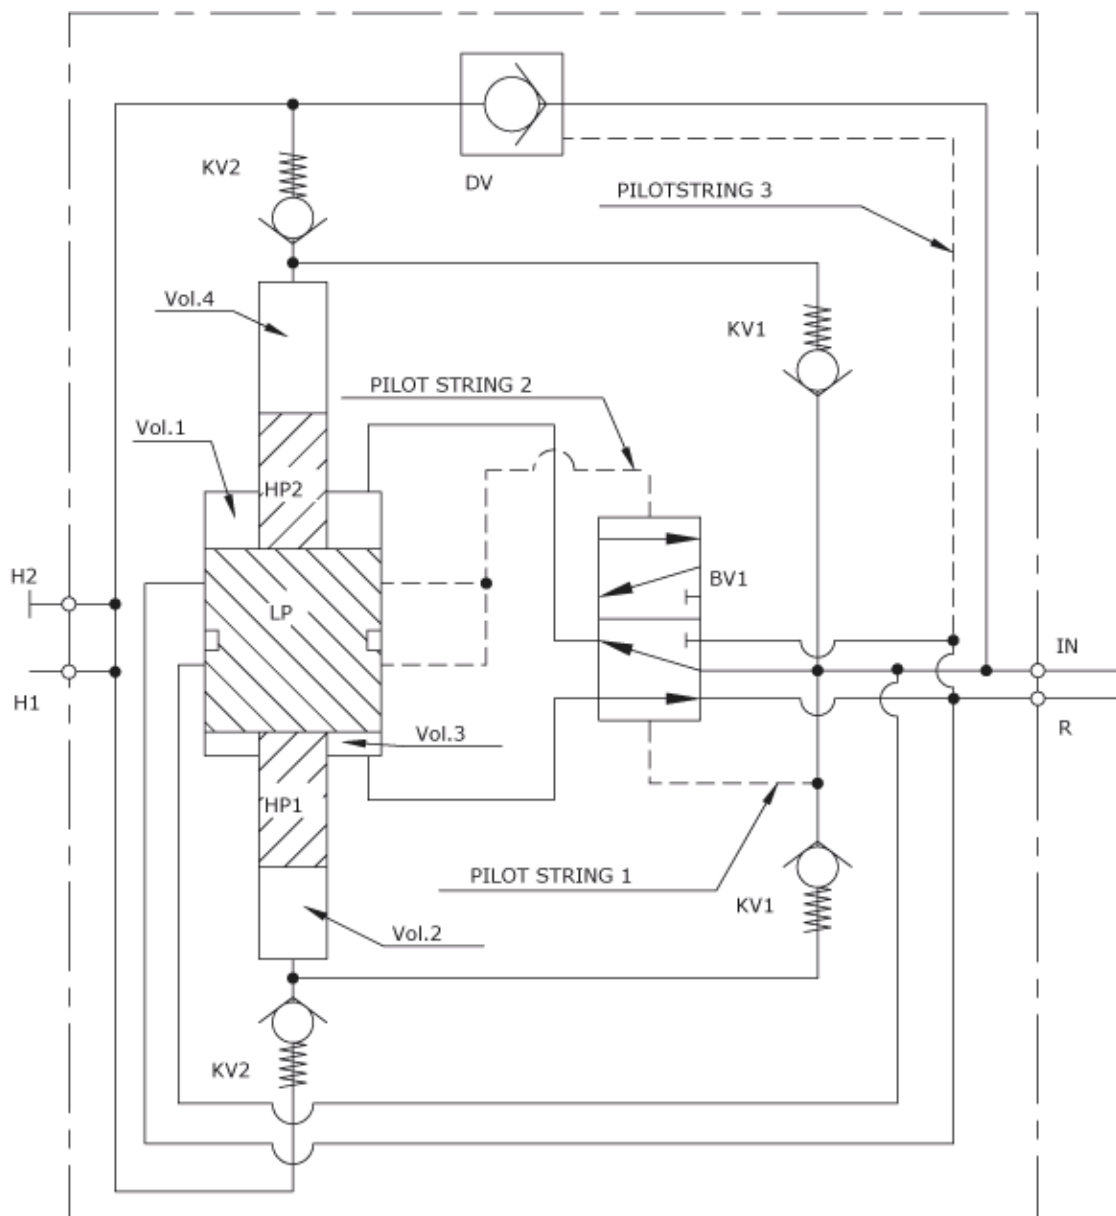 KV2
DV
PILOTSTRING 3
Vol.4
KV1
PILOT STRING 2
Vol.1
HP2
BV1
H2
LP
IN
H1
R
Vol.3
HP1
PILOT STRING 1
KV1
Vol.2
KV2